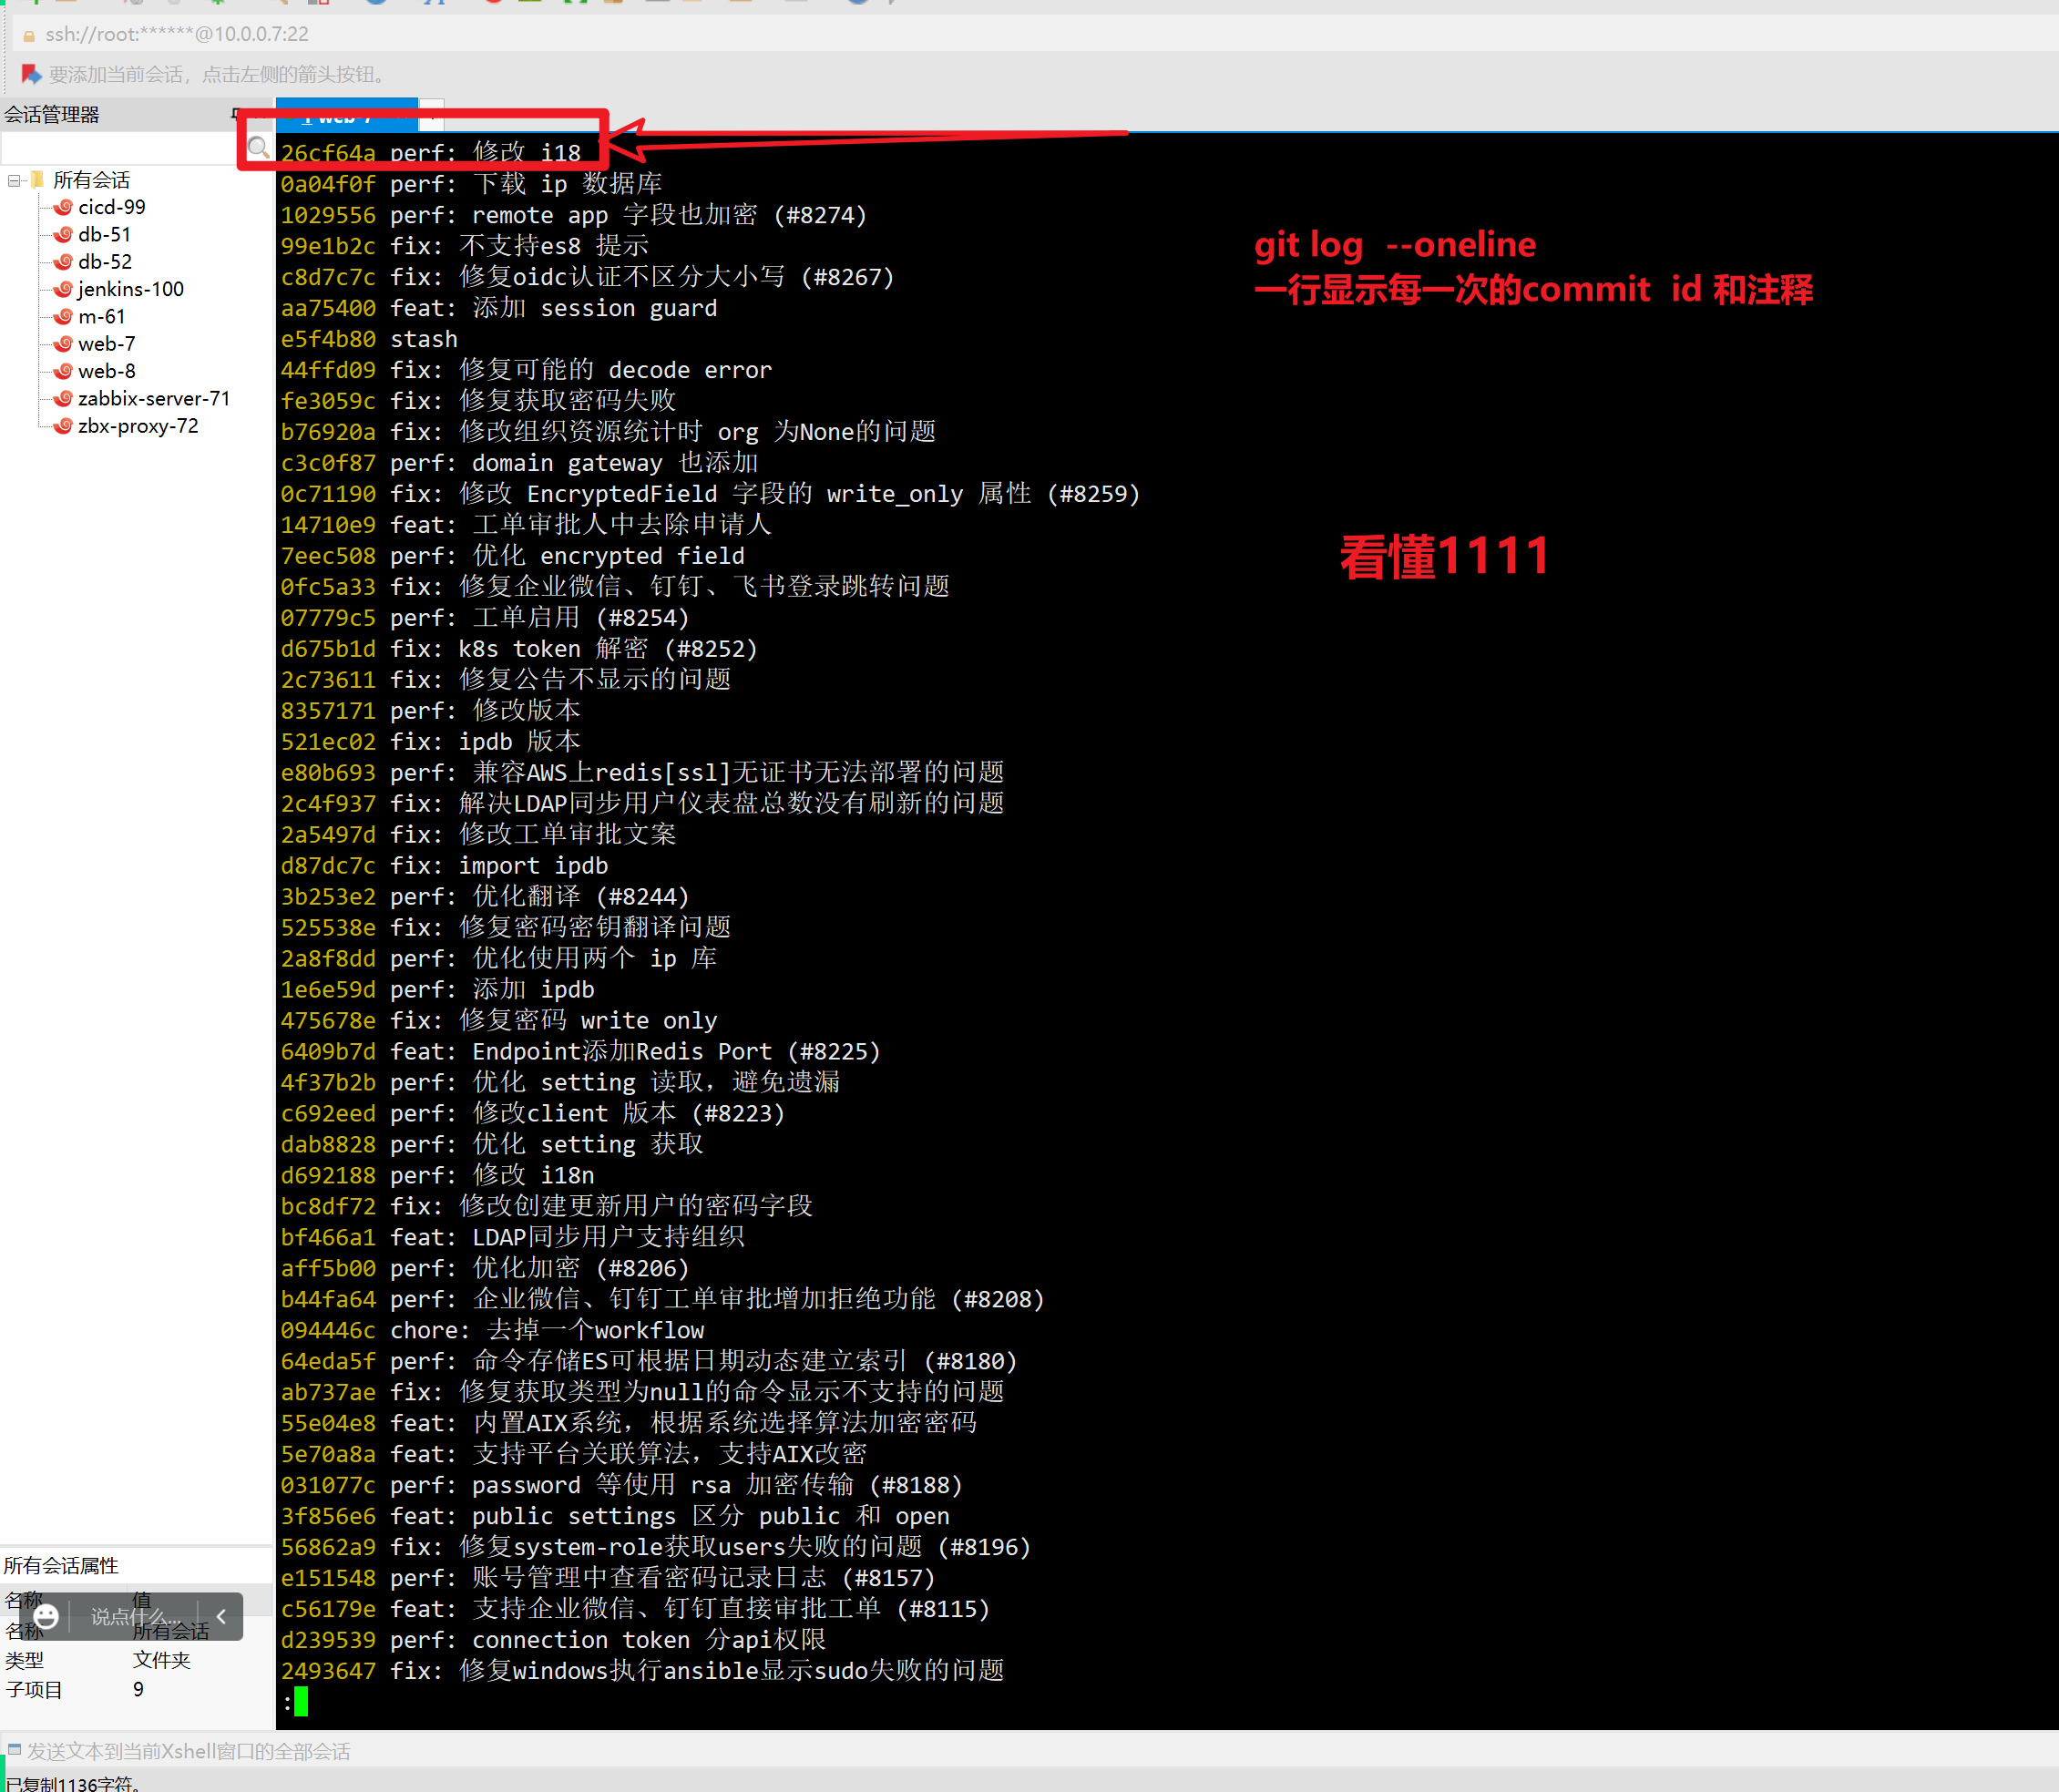 ssh://root:******@10.0.0.7:22
要添加当前会话，点击左侧的箭头按钮。
会话管理器
1 web-7
所有会话
cicd-99
db-51
db-52
jenkins-100
m-61
web-7
web-8
zabbix-server-71
zbx-proxy-72
26cf64a perf: 修改 i18
0a04f0f perf: 下载 ip 数据库
1029556 perf: remote app 字段也加密 (#8274)
99e1b2c fix: 不支持es8 提示
c8d7c7c fix: 修复oidc认证不区分大小写 (#8267)
aa75400 feat: 添加 session guard
e5f4b80 stash
44ffd09 fix: 修复可能的 decode error
fe3059c fix: 修复获取密码失败
b76920a fix: 修改组织资源统计时 org 为None的问题
c3c0f87 perf: domain gateway 也添加
0c71190 fix: 修改 EncryptedField 字段的 write_only 属性 (#8259)
14710e9 feat: 工单审批人中去除申请人
7eec508 perf: 优化 encrypted field
0fc5a33 fix: 修复企业微信、钉钉、飞书登录跳转问题
07779c5 perf: 工单启用 (#8254)
d675b1d fix: k8s token 解密 (#8252)
2c73611 fix: 修复公告不显示的问题
8357171 perf: 修改版本
521ec02 fix: ipdb 版本
e80b693 perf: 兼容AWS上redis[ssl]无证书无法部署的问题
2c4f937 fix: 解决LDAP同步用户仪表盘总数没有刷新的问题
2a5497d fix: 修改工单审批文案
d87dc7c fix: import ipdb
3b253e2 perf: 优化翻译 (#8244)
525538e fix: 修复密码密钥翻译问题
2a8f8dd perf: 优化使用两个 ip 库
1e6e59d perf: 添加 ipdb
475678e fix: 修复密码 write only
6409b7d feat: Endpoint添加Redis Port (#8225)
4f37b2b perf: 优化 setting 读取，避免遗漏
c692eed perf: 修改client 版本 (#8223)
dab8828 perf: 优化 setting 获取
d692188 perf: 修改 i18n
bc8df72 fix: 修改创建更新用户的密码字段
bf466a1 feat: LDAP同步用户支持组织
aff5b00 perf: 优化加密 (#8206)
b44fa64 perf: 企业微信、钉钉工单审批增加拒绝功能 (#8208)
094446c chore: 去掉一个workflow
64eda5f perf: 命令存储ES可根据日期动态建立索引 (#8180)
ab737ae fix: 修复获取类型为null的命令显示不支持的问题
55e04e8 feat: 内置AIX系统，根据系统选择算法加密密码
5e70a8a feat: 支持平台关联算法，支持AIX改密
031077c perf: password 等使用 rsa 加密传输 (#8188)
3f856e6 feat: public settings 区分 public 和 open
56862a9 fix: 修复system-role获取users失败的问题 (#8196)
e151548 perf: 账号管理中查看密码记录日志 (#8157)
c56179e feat: 支持企业微信、钉钉直接审批工单 (#8115)
d239539 perf: connection token 分api权限
2493647 fix: 修复windows执行ansible显示sudo失败的问题
:
git log --oneline
一行显示每一次的commit id 和注释
看懂1111
所有会话属性
名称 值
说点什么...
名称 所有会话
类型 文件夹
子项目 9
发送文本到当前Xshell窗口的全部会话
已复制1136字符。